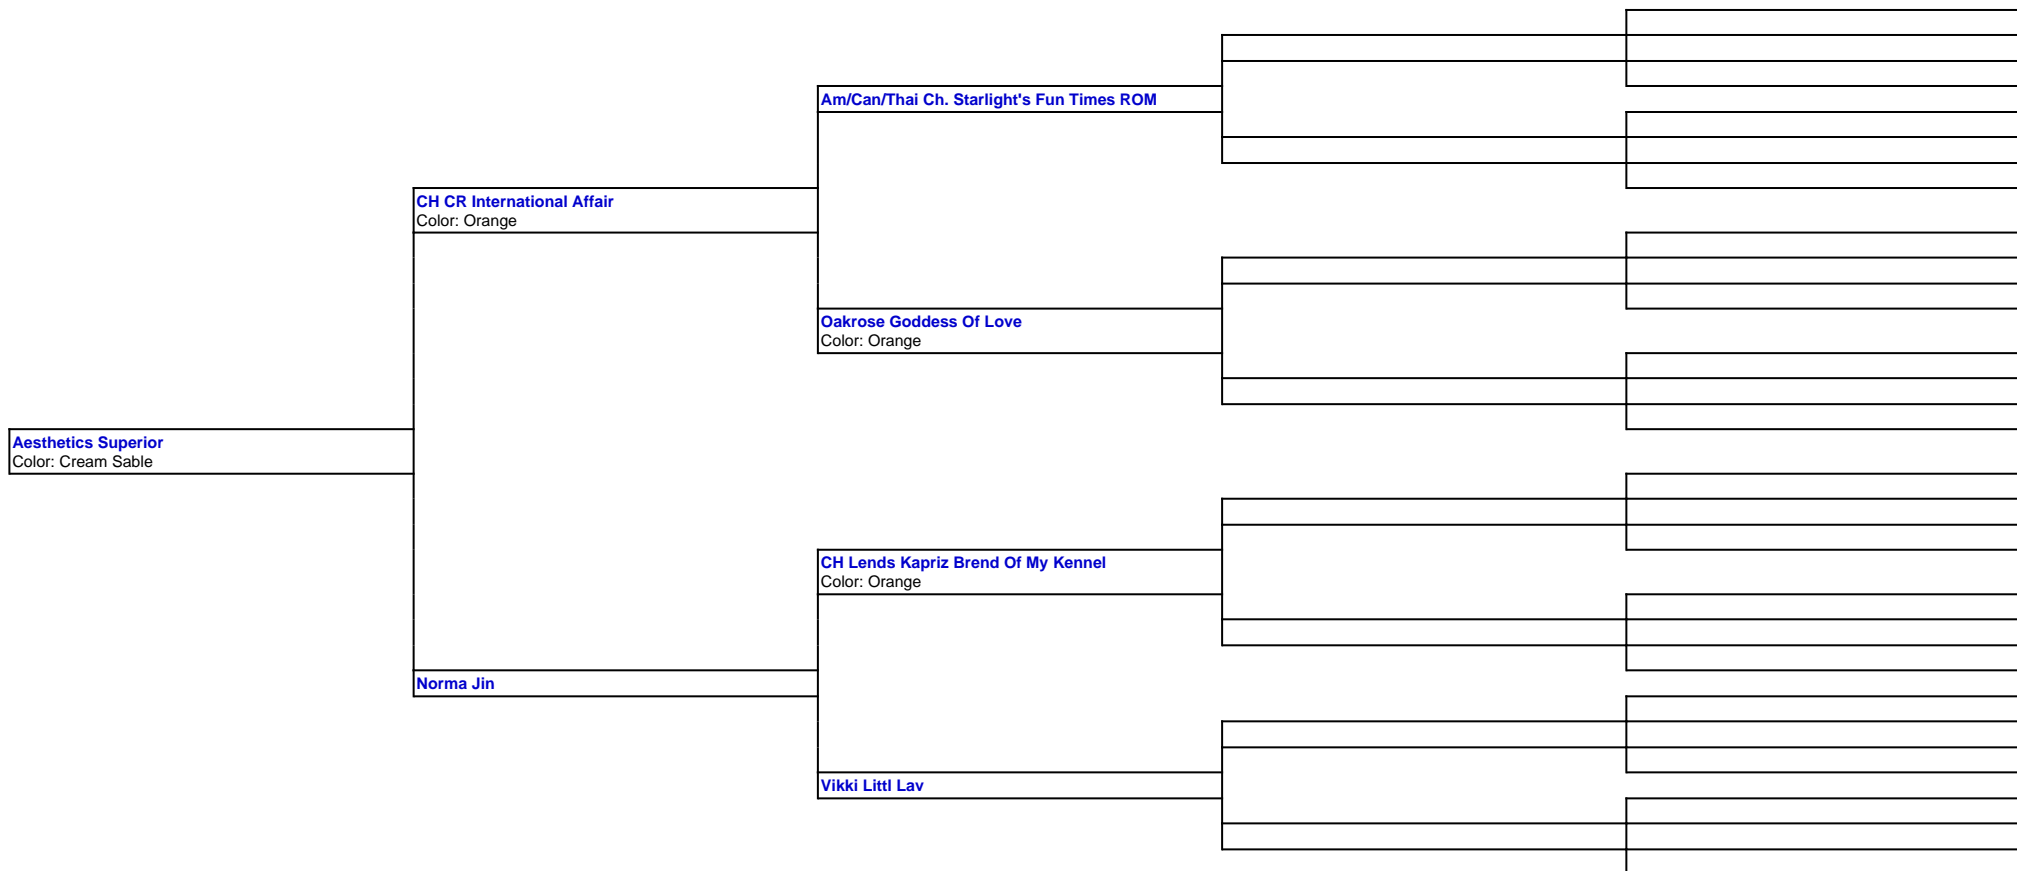 Am/Can/Thai Ch. Starlight's Fun Times ROM
CH CR International Affair
Color: Orange
Oakrose Goddess Of Love
Color: Orange
Aesthetics Superior
Color: Cream Sable
CH Lends Kapriz Brend Of My Kennel
Color: Orange
Norma Jin
Vikki Littl Lav